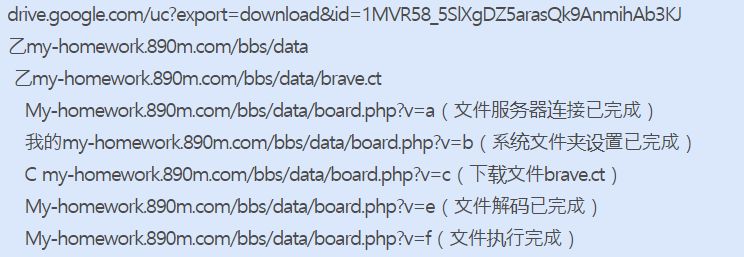 drive.google.com/uc?export=download&id=1MVR58_5SlXgDZ5arasQk9AnmihAb3KJ
乙my-homework.890m.com/bbs/data
乙my-homework.890m.com/bbs/data/brave.ct
My-homework.890m.com/bbs/data/board.php?v=a（文件服务器连接已完成）
我的my-homework.890m.com/bbs/data/board.php?v=b（系统文件夹设置已完成）
C my-homework.890m.com/bbs/data/board.php?v=c（下载文件brave.ct）
My-homework.890m.com/bbs/data/board.php?v=e（文件解码已完成）
My-homework.890m.com/bbs/data/board.php?v=f（文件执行完成）